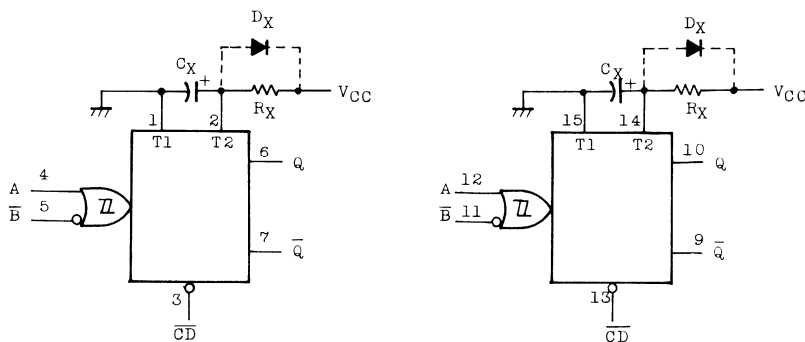 DX
CX + RX VCC
1 2
T1 T2
6 Q
A 4
B̅ 5
7 Q̅
3
C̅D̅
DX
CX + RX VCC
15 14
T1 T2
10 Q
A 12
B̅ 11
9 Q̅
13
C̅D̅